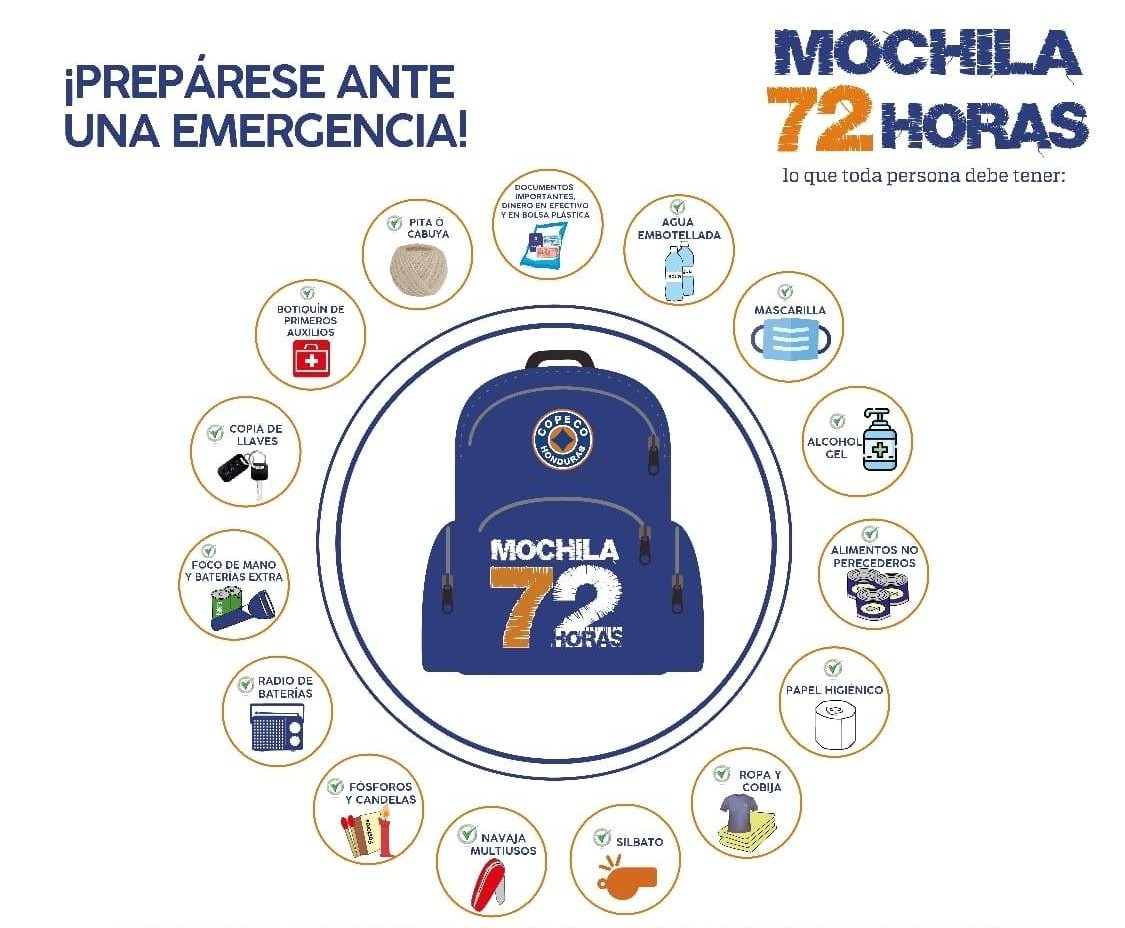 ¡PREPÁRESE ANTE
UNA EMERGENCIA!
MOCHILA
72 HORAS
lo que toda persona debe tener:
DOCUMENTOS
IMPORTANTES,
DINERO EN EFECTIVO
Y EN BOLSA PLÁSTICA
AGUA
EMBOTELLADA
MASCARILLA
ALCOHOL
GEL
ALIMENTOS NO
PERECEDEROS
PAPEL HIGIÉNICO
ROPA Y
COBIJA
SILBATO
NAVAJA
MULTIUSOS
FÓSFOROS
Y CANDELAS
RADIO DE
BATERÍAS
FOCO DE MANO
Y BATERÍAS EXTRA
COPIA DE
LLAVES
BOTIQUÍN DE
PRIMEROS
AUXILIOS
PITA Ó
CABUYA
COPECO
HONDURAS
MOCHILA
72
HORAS